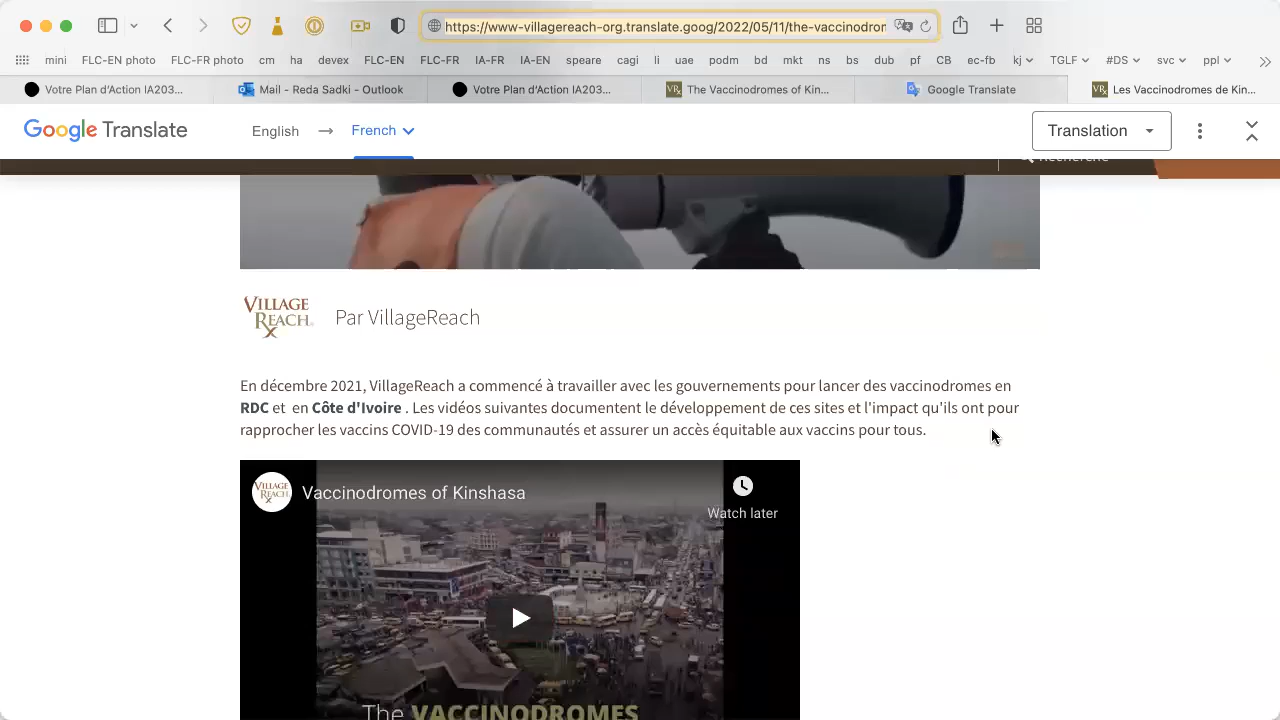 https://www-villagereach-org.translate.goog/2022/05/11/the-vaccinodron
mini FLC-EN photo FLC-FR photo cm ha devex FLC-EN FLC-FR IA-FR IA-EN speare cagi li uae podm bd mkt ns bs dub pf CB ec-fb kj TGLF #DS svc ppl
Votre Plan d'Action IA203... Mail - Reda Sadki - Outlook Votre Plan d'Action IA203... The Vaccinodromes of Kin... Google Translate Les Vaccinodromes de Kin...
Google Translate English → French Translation
Recherche
VILLAGE
REACH
Par VillageReach
En décembre 2021, VillageReach a commencé à travailler avec les gouvernements pour lancer des vaccinodromes en
RDC et en Côte d'Ivoire . Les vidéos suivantes documentent le développement de ces sites et l'impact qu'ils ont pour
rapprocher les vaccins COVID-19 des communautés et assurer un accès équitable aux vaccins pour tous.
VILLAGE
REACH
Vaccinodromes of Kinshasa
Watch later
The VACCINODROMES